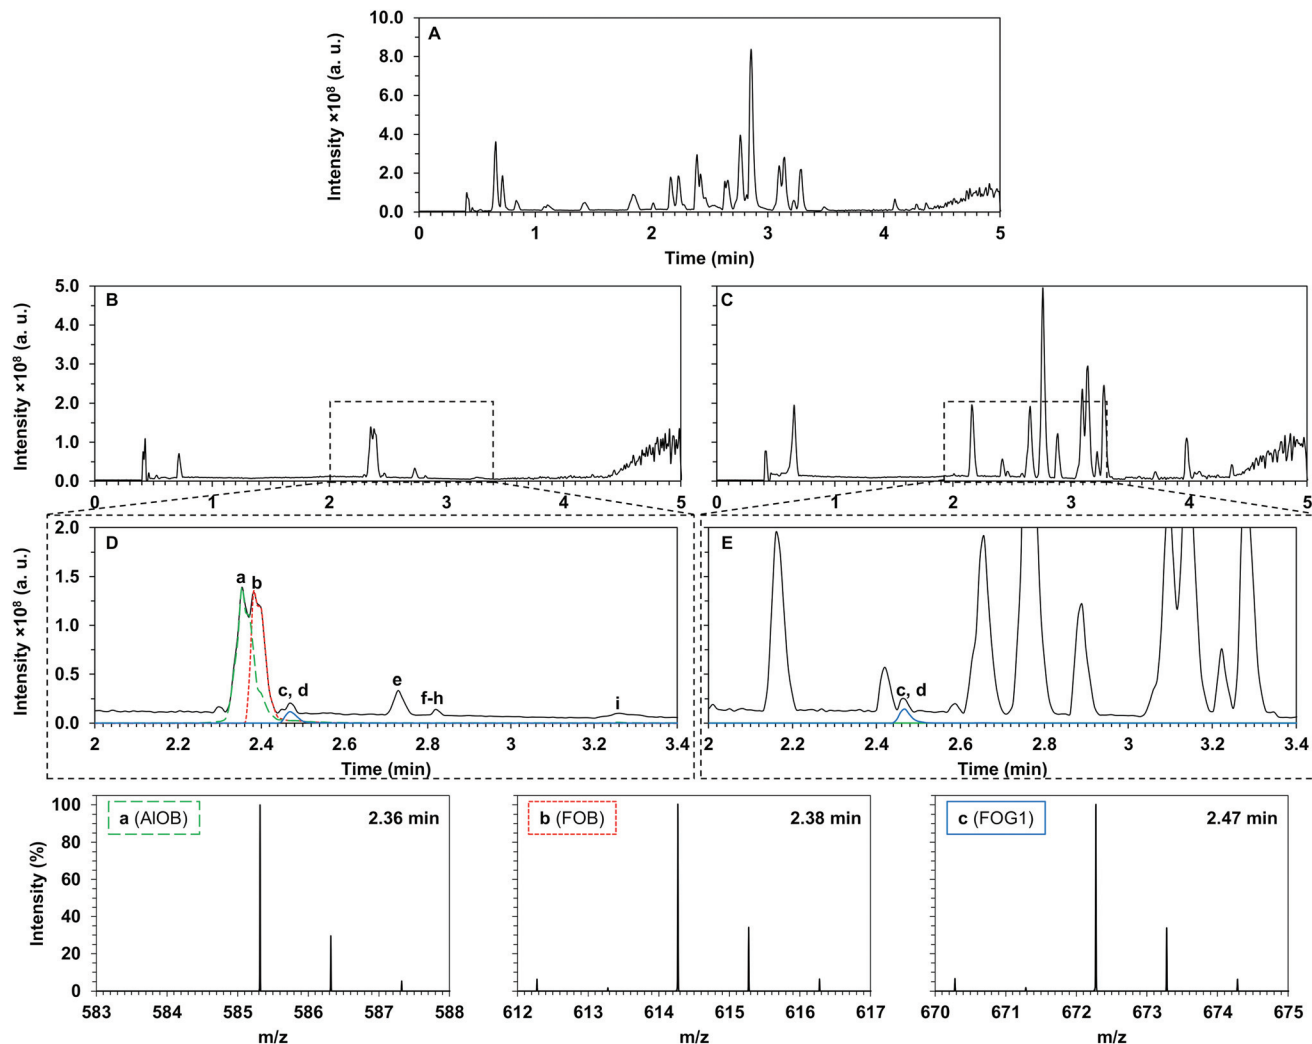 A
Intensity ×10⁸ (a. u.)
10.0
8.0
6.0
4.0
2.0
0.0
0 1 2 3 4 5
Time (min)
B
Intensity ×10⁸ (a. u.)
5.0
4.0
3.0
2.0
1.0
0.0
0 1 2 3 4 5
C
0 1 2 3 4 5
D
Intensity ×10⁸ (a. u.)
2.0
1.5
1.0
0.5
0.0
a b
c, d
e
f-h
i
2 2.2 2.4 2.6 2.8 3 3.2 3.4
Time (min)
E
c, d
2 2.2 2.4 2.6 2.8 3 3.2 3.4
Time (min)
a (AlOB)
2.36 min
Intensity (%)
100
80
60
40
20
0
583 584 585 586 587 588
m/z
b (FOB)
2.38 min
612 613 614 615 616 617
m/z
c (FOG1)
2.47 min
670 671 672 673 674 675
m/z